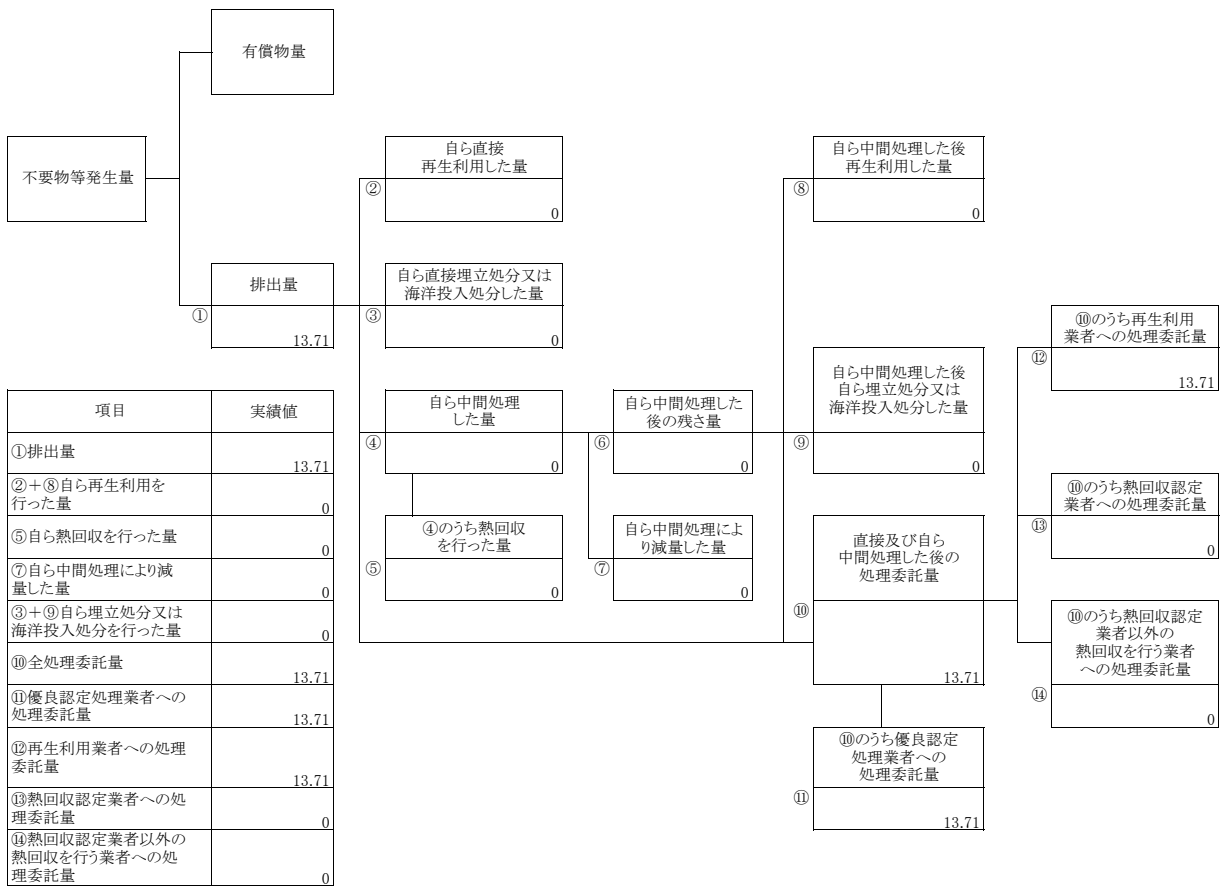 有償物量
不要物等発生量
自ら直接
再生利用した量
②
0
自ら中間処理した後
再生利用した量
⑧
0
排出量
①
13.71
自ら直接埋立処分又は
海洋投入処分した量
③
0
⑩のうち再生利用
業者への処理委託量
⑫
13.71
自ら中間処理
した量
④
0
自ら中間処理した
後の残さ量
⑥
0
自ら中間処理した後
自ら埋立処分又は
海洋投入処分した量
⑨
0
⑩のうち熱回収認定
業者への処理委託量
⑬
0
④のうち熱回収
を行った量
⑤
0
自ら中間処理によ
り減量した量
⑦
0
直接及び自ら
中間処理した後の
処理委託量
⑩
13.71
⑩のうち熱回収認定
業者以外の
熱回収を行う業者
への処理委託量
⑭
0
⑩のうち優良認定
処理業者への
処理委託量
⑪
13.71
項目 実績値
①排出量
13.71
②+⑧自ら再生利用を
行った量
0
⑤自ら熱回収を行った量
0
⑦自ら中間処理により減
量した量
0
③+⑨自ら埋立処分又は
海洋投入処分を行った量
0
⑩全処理委託量
13.71
⑪優良認定処理業者への
処理委託量
13.71
⑫再生利用業者への処理
委託量
13.71
⑬熱回収認定業者への処
理委託量
0
⑭熱回収認定業者以外の
熱回収を行う業者への処
理委託量
0